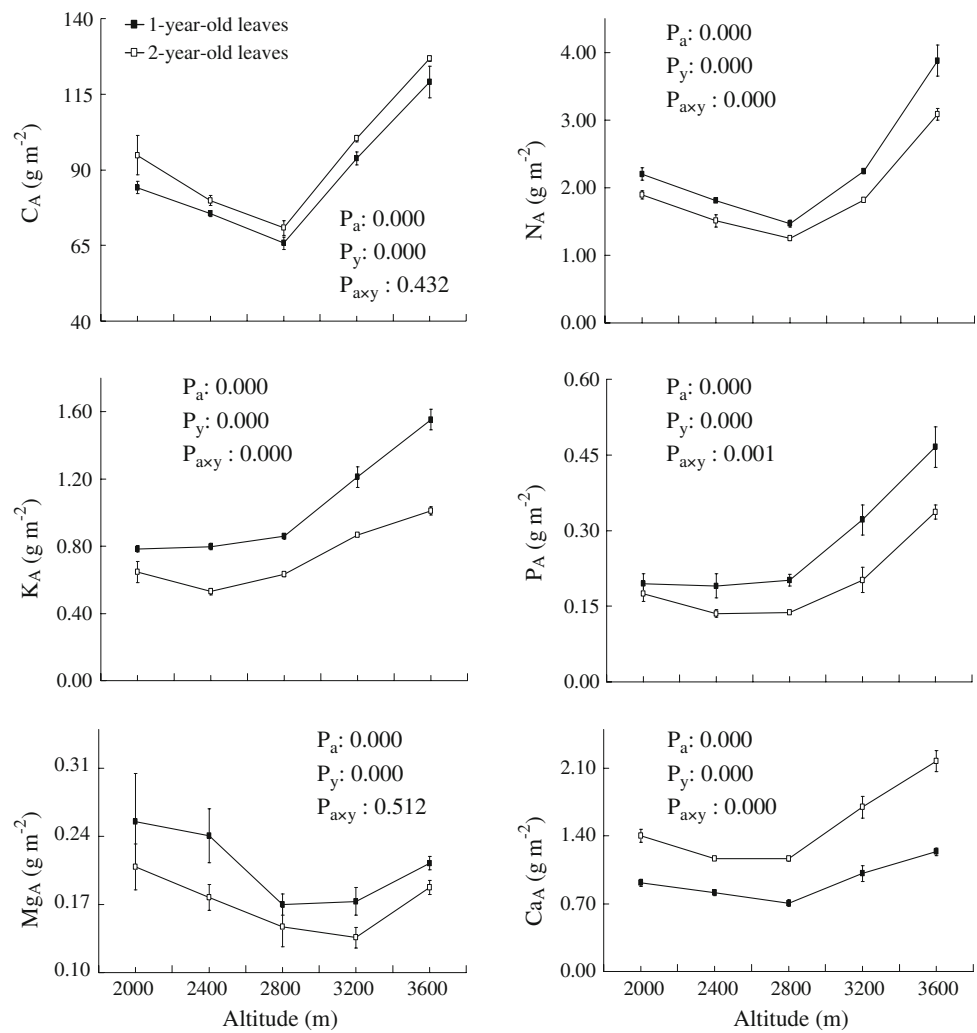 1-year-old leaves
2-year-old leaves
140
115
90
65
40
C_A (g m⁻²)
P_a: 0.000
P_y: 0.000
P_a×y : 0.432
4.00
3.00
2.00
1.00
0.00
N_A (g m⁻²)
P_a: 0.000
P_y: 0.000
P_a×y : 0.000
1.60
1.20
0.80
0.40
0.00
K_A (g m⁻²)
P_a: 0.000
P_y: 0.000
P_a×y : 0.000
0.60
0.45
0.30
0.15
0.00
P_A (g m⁻²)
P_a: 0.000
P_y: 0.000
P_a×y : 0.001
0.31
0.24
0.17
0.10
Mg_A (g m⁻²)
P_a: 0.000
P_y: 0.000
P_a×y : 0.512
2000 2400 2800 3200 3600
Altitude (m)
2.10
1.40
0.70
0.00
Ca_A (g m⁻²)
P_a: 0.000
P_y: 0.000
P_a×y : 0.000
2000 2400 2800 3200 3600
Altitude (m)